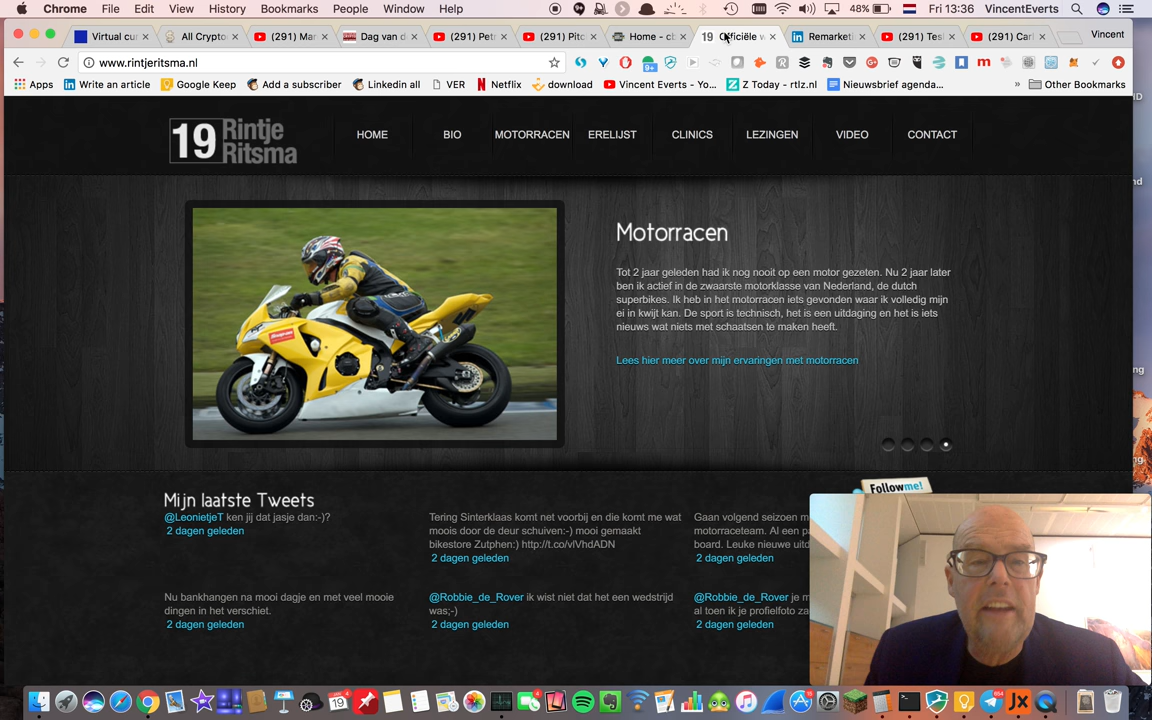 Chrome File Edit View History Bookmarks People Window Help 48% Fri 13:36 VincentEverts
Virtual cur All Crypto (291) Mar Dag van d (291) Petr (291) Pitc Home - cb 19 Officiële w Remarketi (291) Tesl (291) Carl Vincent
www.rintjeritsma.nl
Apps Write an article Google Keep Add a subscriber Linkedin all VER Netflix download Vincent Everts - Yo... Z Today - rtlz.nl Nieuwsbrief agenda... » Other Bookmarks
19 Rintje
Ritsma
HOME BIO MOTORRACEN ERELIJST CLINICS LEZINGEN VIDEO CONTACT
Motorracen
Tot 2 jaar geleden had ik nog nooit op een motor gezeten. Nu 2 jaar later
ben ik actief in de zwaarste motorklasse van Nederland, de dutch
superbikes. Ik heb in het motorracen iets gevonden waar ik volledig mijn
ei in kwijt kan. De sport is technisch, het is een uitdaging en het is iets
nieuws wat niets met schaatsen te maken heeft.
Lees hier meer over mijn ervaringen met motorracen
Mijn laatste Tweets
Follow me!
@LeonietjeT ken jij dat jasje dan:-)?
2 dagen geleden
Tering Sinterklaas komt net voorbij en die komt me wat
moois door de deur schuiven:-) mooi gemaakt
bikestore Zutphen:) http://t.co/vlVhdADN
2 dagen geleden
Gaan volgend seizoen m
motorraceteam. Al een pa
board. Leuke nieuwe uitd
2 dagen geleden
Nu bankhangen na mooi dagje en met veel mooie
dingen in het verschiet.
2 dagen geleden
@Robbie_de_Rover ik wist niet dat het een wedstrijd
was;-)
2 dagen geleden
@Robbie_de_Rover je m
al toen ik je profielfoto za
2 dagen geleden